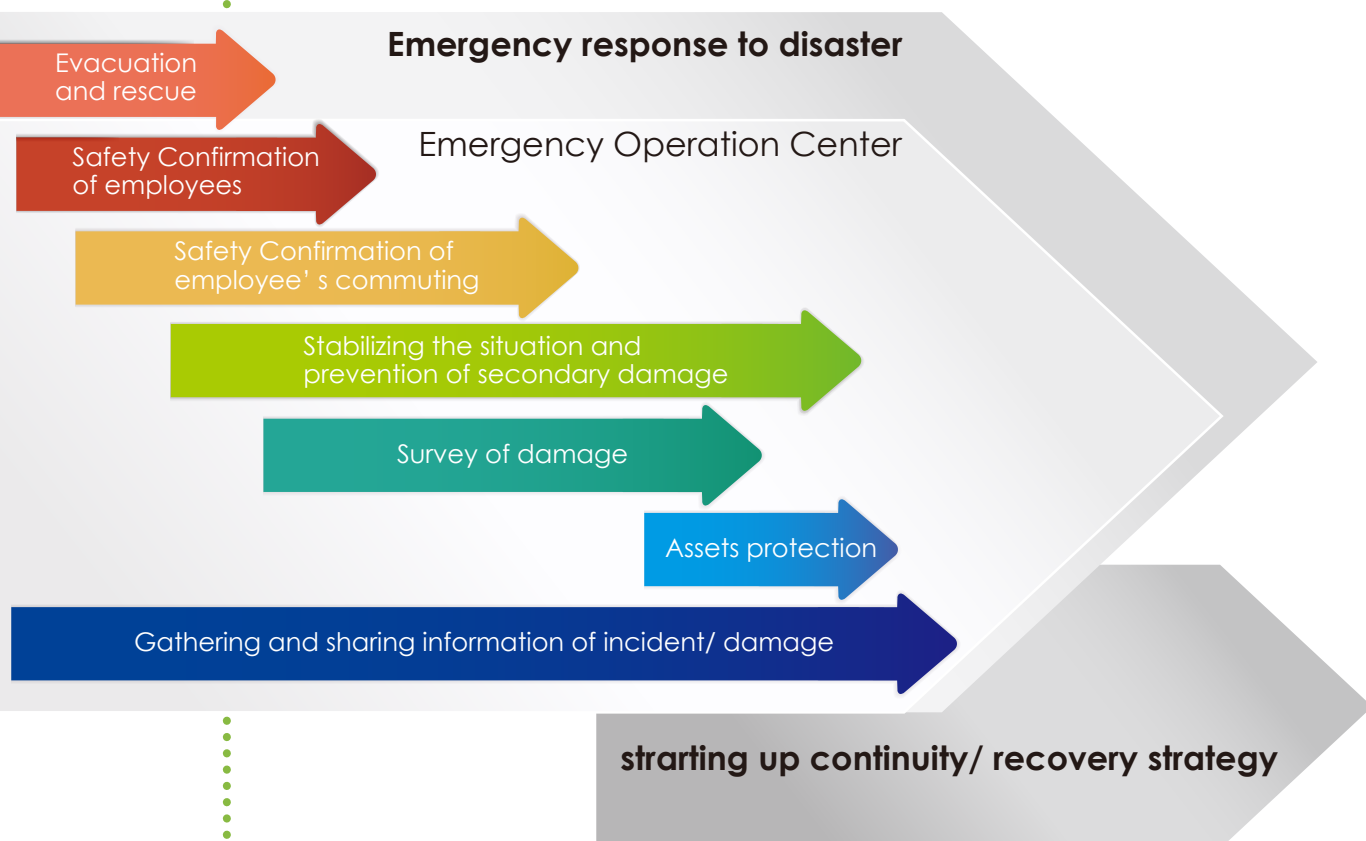 Emergency response to disaster
Evacuation
and rescue
Emergency Operation Center
Safety Confirmation
of employees
Safety Confirmation of
employee’ s commuting
Stabilizing the situation and
prevention of secondary damage
Survey of damage
Assets protection
Gathering and sharing information of incident/ damage
strarting up continuity/ recovery strategy